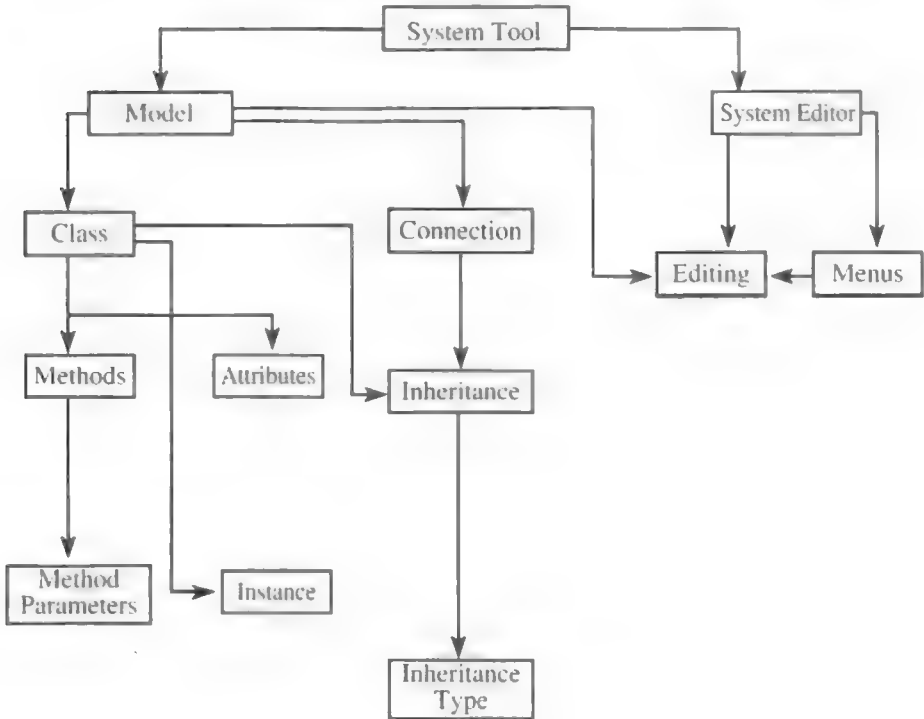 System Tool
Model
System Editor
Class
Connection
Editing
Menus
Methods
Attributes
Inheritance
Method
Parameters
Instance
Inheritance
Type